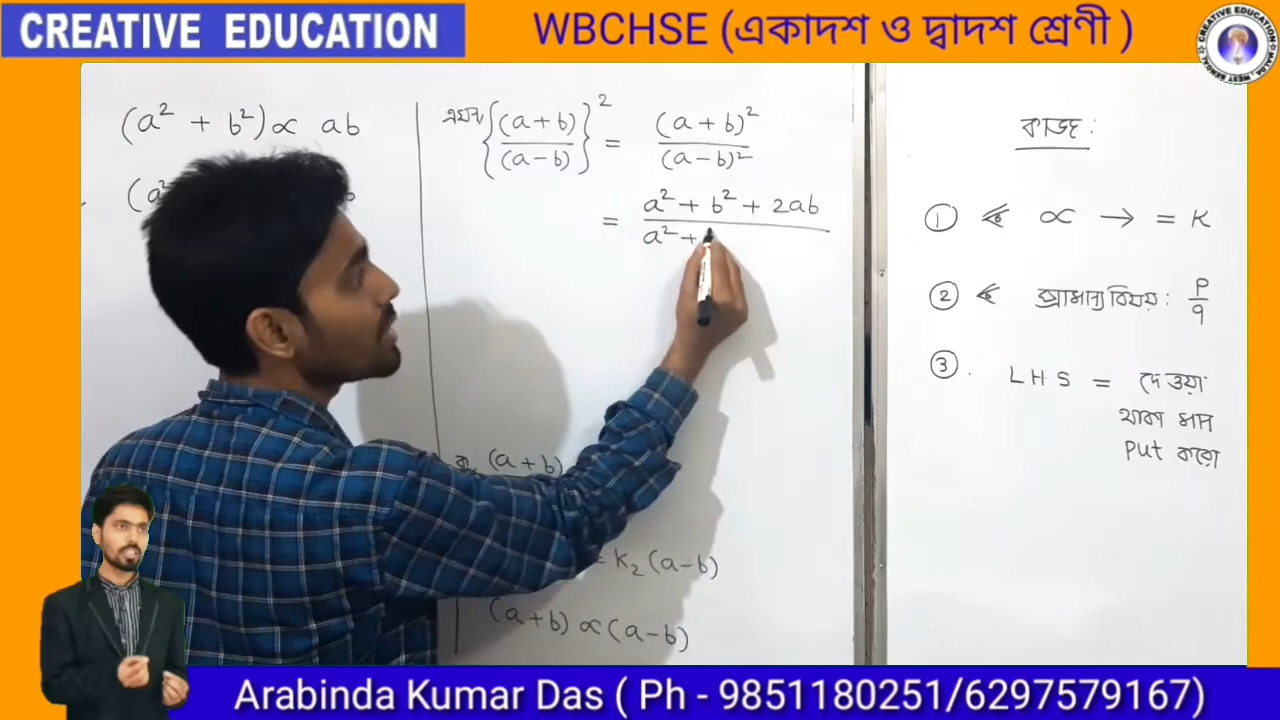 CREATIVE EDUCATION
WBCHSE (একাদশ ও দ্বাদশ শ্রেণী )
(a² + b²) ∝ ab
(a²
এখন {(a+b)/(a-b)}² = (a+b)²/(a-b)²
= a² + b² + 2ab
a² +
বা, (a+b)
= K₂ (a-b)
(a+b) ∝ (a-b)
কাজ:
① ∝ → = K
② সামান্য বিষয়: P/q
③. LHS = দেওয়া
থাকা মান
put করো
Arabinda Kumar Das ( Ph - 9851180251/6297579167)